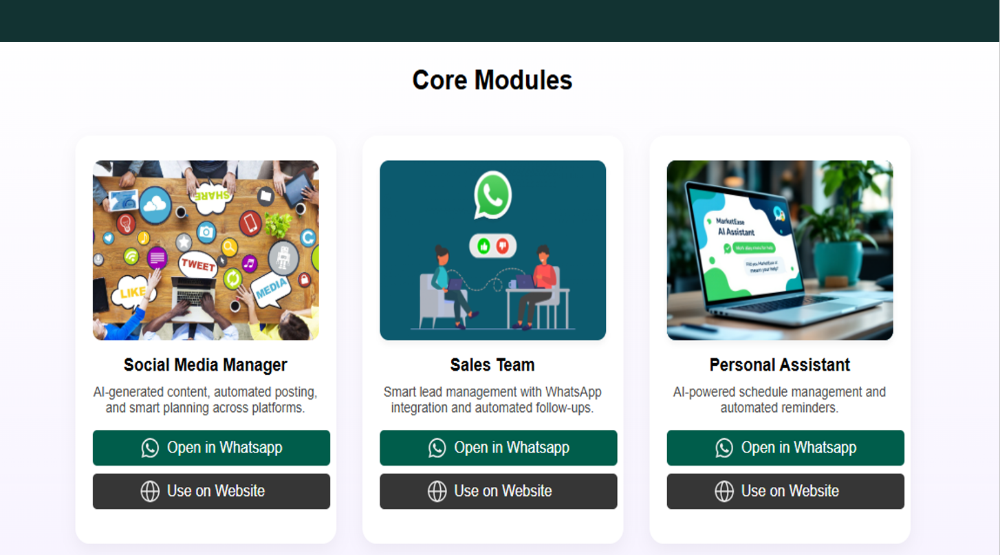 Core Modules
SHARE
TWEET
LIKE
MEDIA
MarketEase
AI Assistant
Social Media Manager
AI-generated content, automated posting,
and smart planning across platforms.
Open in Whatsapp
Use on Website
Sales Team
Smart lead management with WhatsApp
integration and automated follow-ups.
Open in Whatsapp
Use on Website
Personal Assistant
AI-powered schedule management and
automated reminders.
Open in Whatsapp
Use on Website